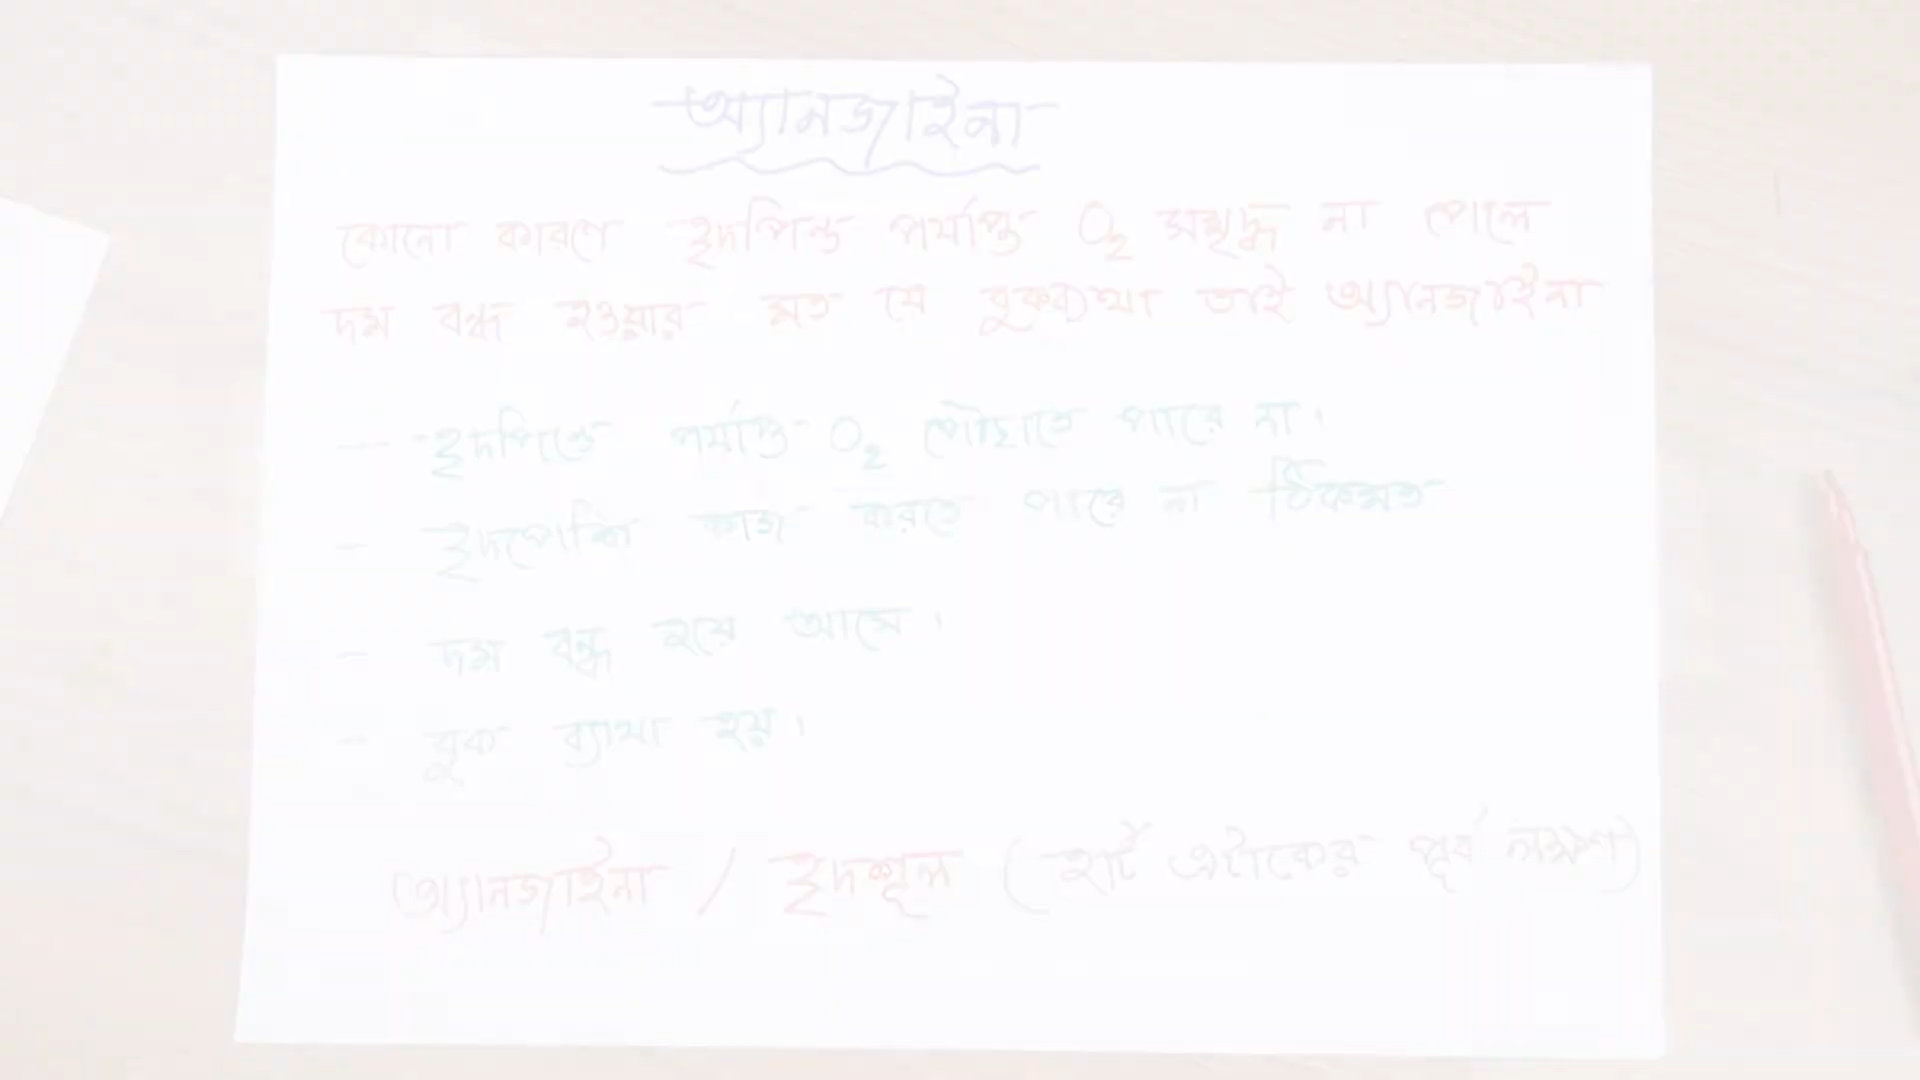 অ্যানজাইনা
কোনো কারণে হৃদপিন্ড পর্যাপ্ত O₂ সমৃদ্ধ না পেলে
দম বন্ধ হওয়ার মত যে বুকব্যথা তাই অ্যানজাইনা
— হৃদপিন্ডে পর্যাপ্ত O₂ পৌছাতে পারে না।
- হৃদপেশি কাজ করতে পারে না ঠিকমত
- দম বন্ধ হয়ে আসে।
- বুক ব্যাথা হয়।
অ্যানজাইনা / হৃদশূল (হার্ট এটাকের পূর্ব লক্ষণ)